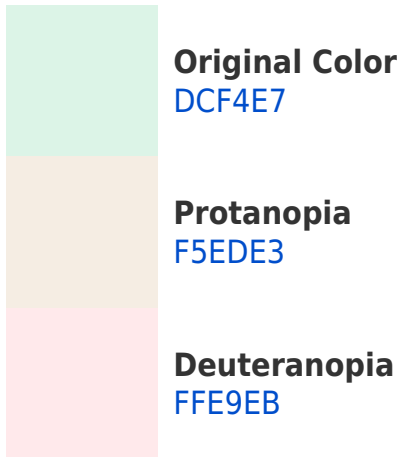 Original Color
DCF4E7
Protanopia
F5EDE3
Deuteranopia
FFE9EB